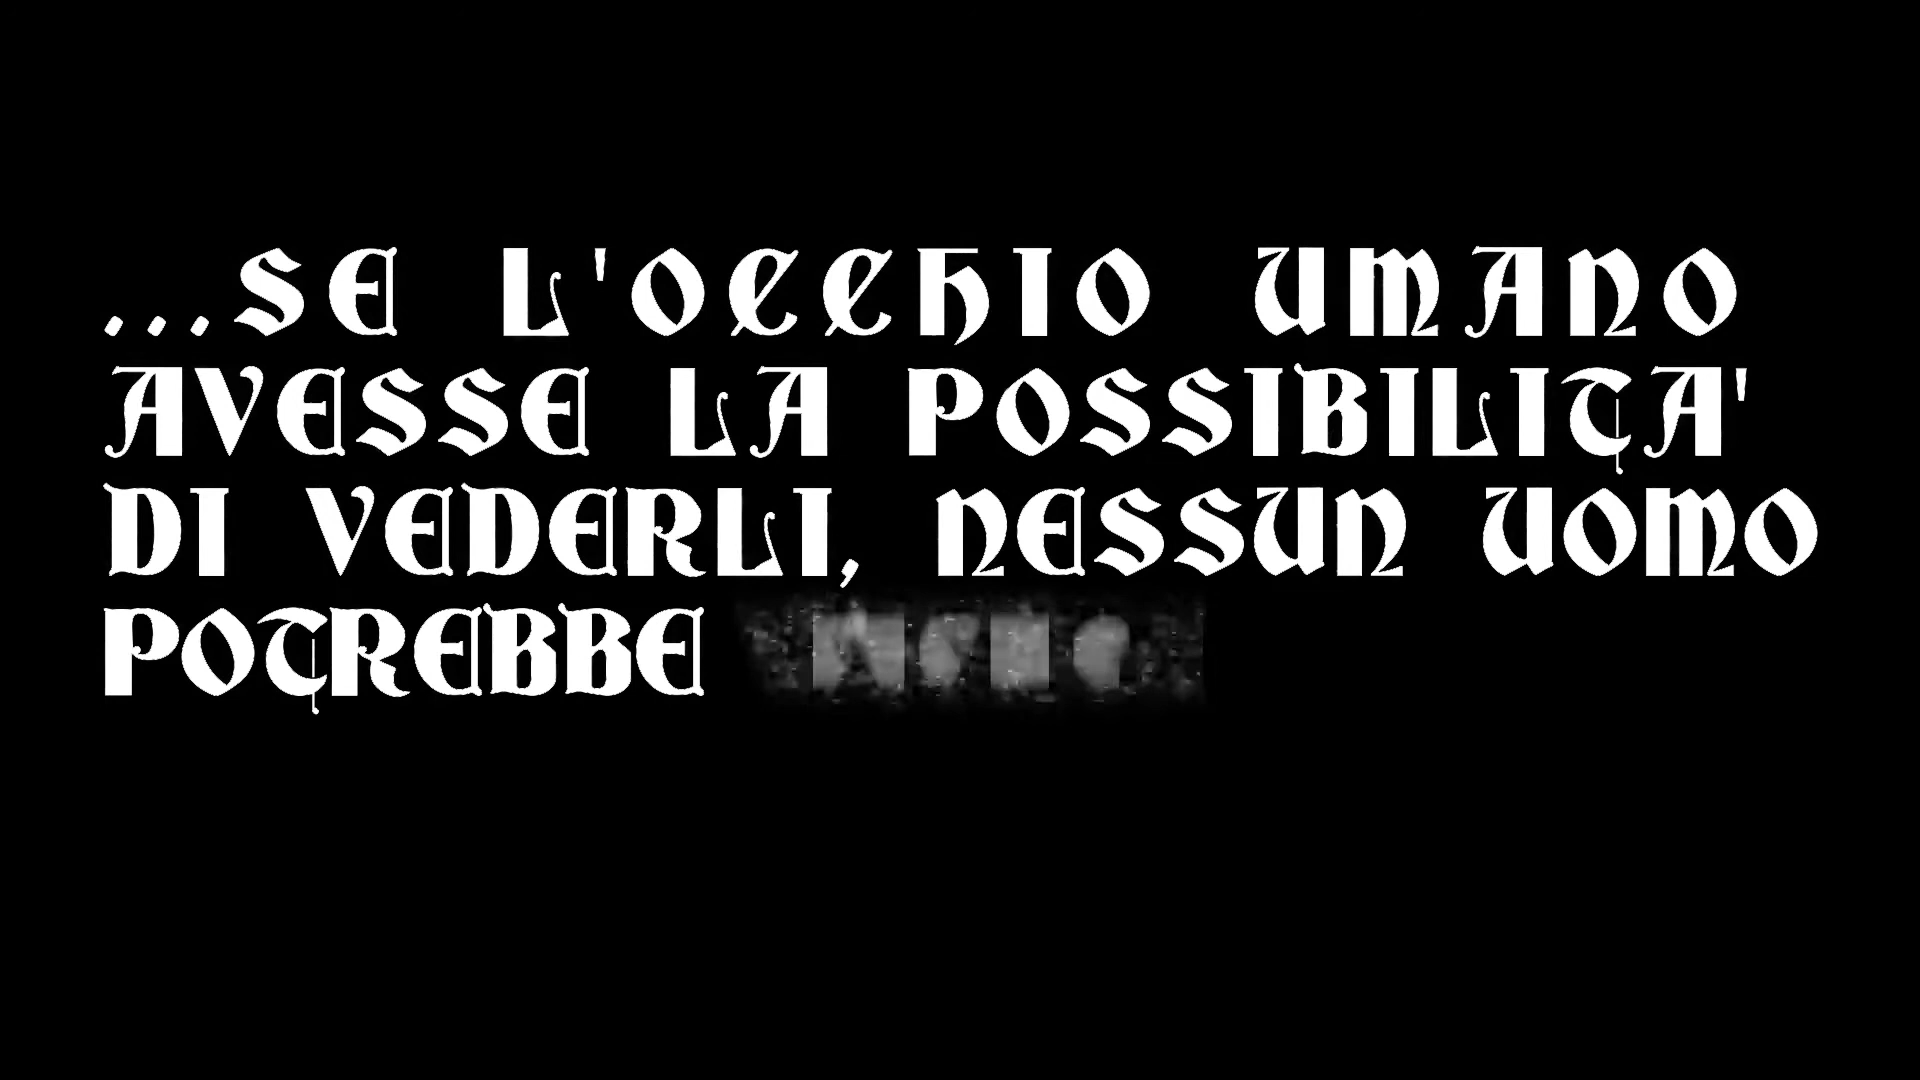 ...SE L'OCCHIO UMANO
AVESSE LA POSSIBILITA'
DI VEDERLI, NESSUN UOMO
POTREBBE